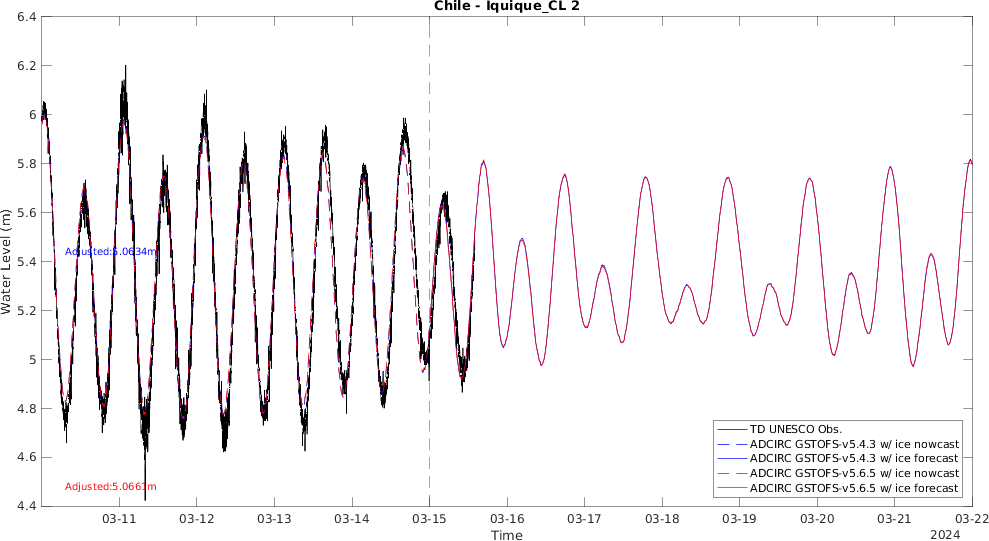 Chile - Iquique_CL 2
Water Level (m)
6.4
6.2
6
5.8
5.6
5.4
5.2
5
4.8
4.6
4.4
Adjusted:5.0634m
Adjusted:5.0661m
TD UNESCO Obs.
ADCIRC GSTOFS-v5.4.3 w/ ice nowcast
ADCIRC GSTOFS-v5.4.3 w/ ice forecast
ADCIRC GSTOFS-v5.6.5 w/ ice nowcast
ADCIRC GSTOFS-v5.6.5 w/ ice forecast
03-11 03-12 03-13 03-14 03-15 03-16 03-17 03-18 03-19 03-20 03-21 03-22
Time
2024